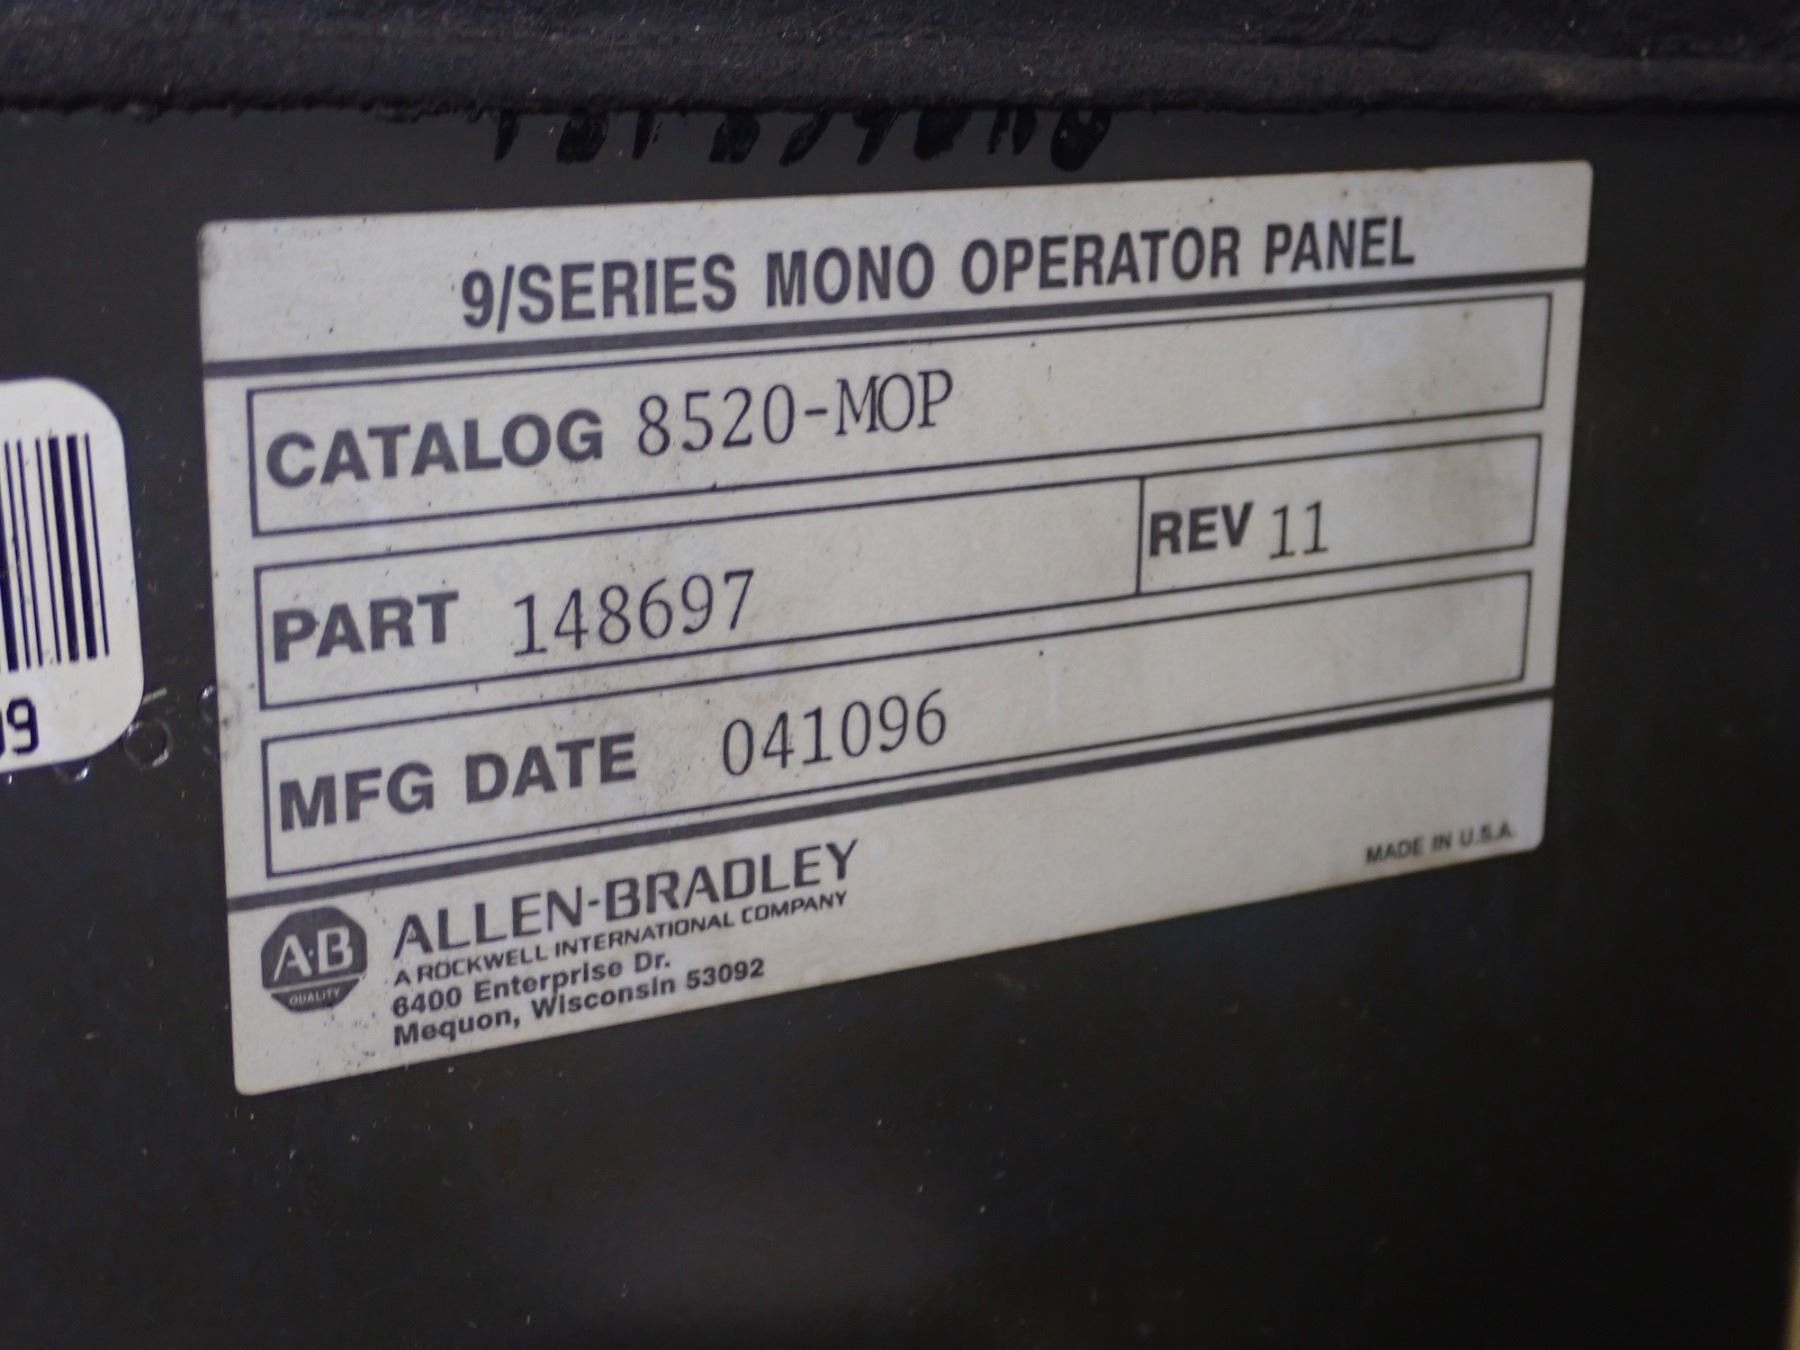 9/SERIES MONO OPERATOR PANEL
CATALOG 8520-MOP
PART 148697 REV 11
MFG DATE 041096
A·B
QUALITY
ALLEN-BRADLEY
A ROCKWELL INTERNATIONAL COMPANY
6400 Enterprise Dr.
Mequon, Wisconsin 53092
MADE IN U.S.A.